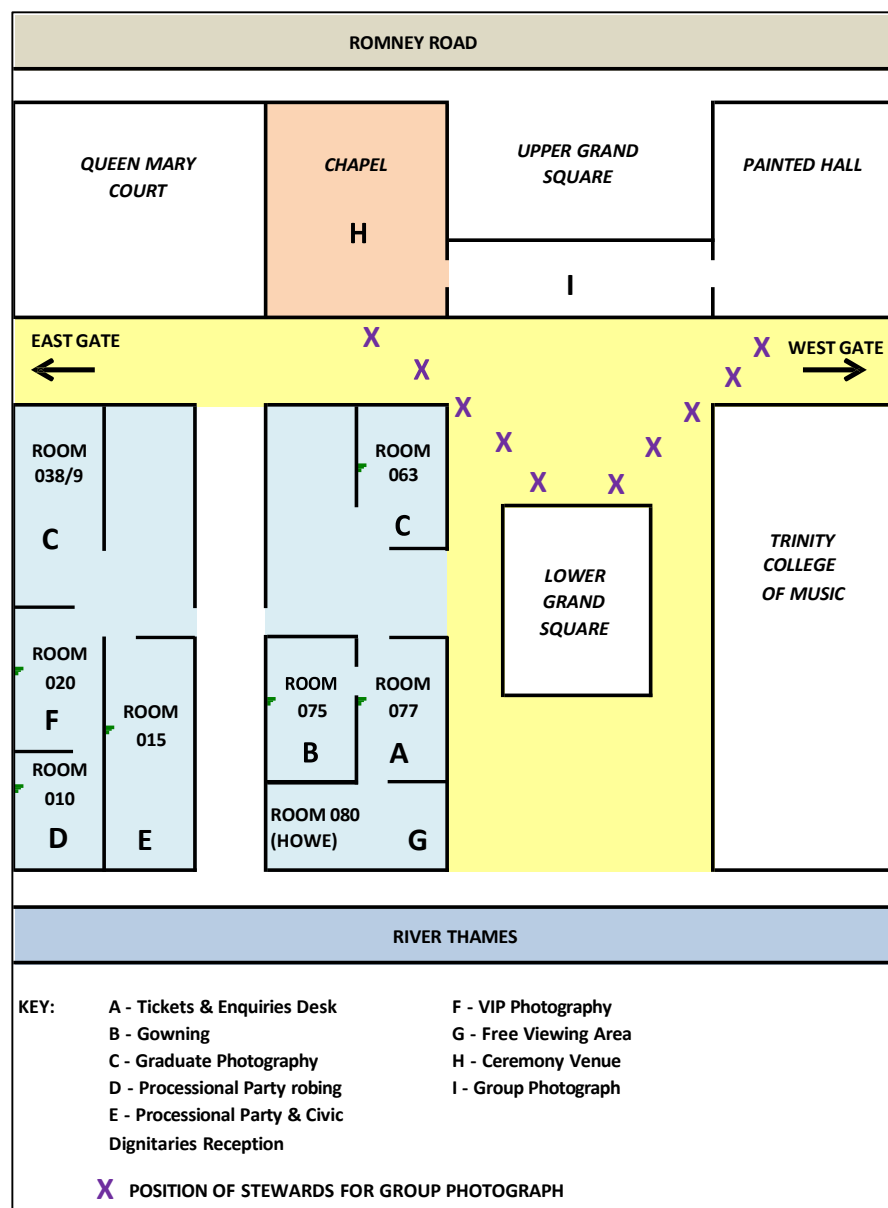 ROMNEY ROAD
QUEEN MARY
COURT
CHAPEL
H
UPPER GRAND
SQUARE
I
PAINTED HALL
EAST GATE
WEST GATE
X
X
X
X
X
X
X
X
X
X
ROOM
038/9
C
ROOM
063
C
LOWER
GRAND
SQUARE
TRINITY
COLLEGE
OF MUSIC
ROOM
020
F
ROOM
015
E
ROOM
010
D
ROOM
075
B
ROOM
077
A
ROOM 080
(HOWE)
G
RIVER THAMES
KEY:
A - Tickets & Enquiries Desk
B - Gowning
C - Graduate Photography
D - Processional Party robing
E - Processional Party & Civic
Dignitaries Reception
F - VIP Photography
G - Free Viewing Area
H - Ceremony Venue
I - Group Photograph
X POSITION OF STEWARDS FOR GROUP PHOTOGRAPH